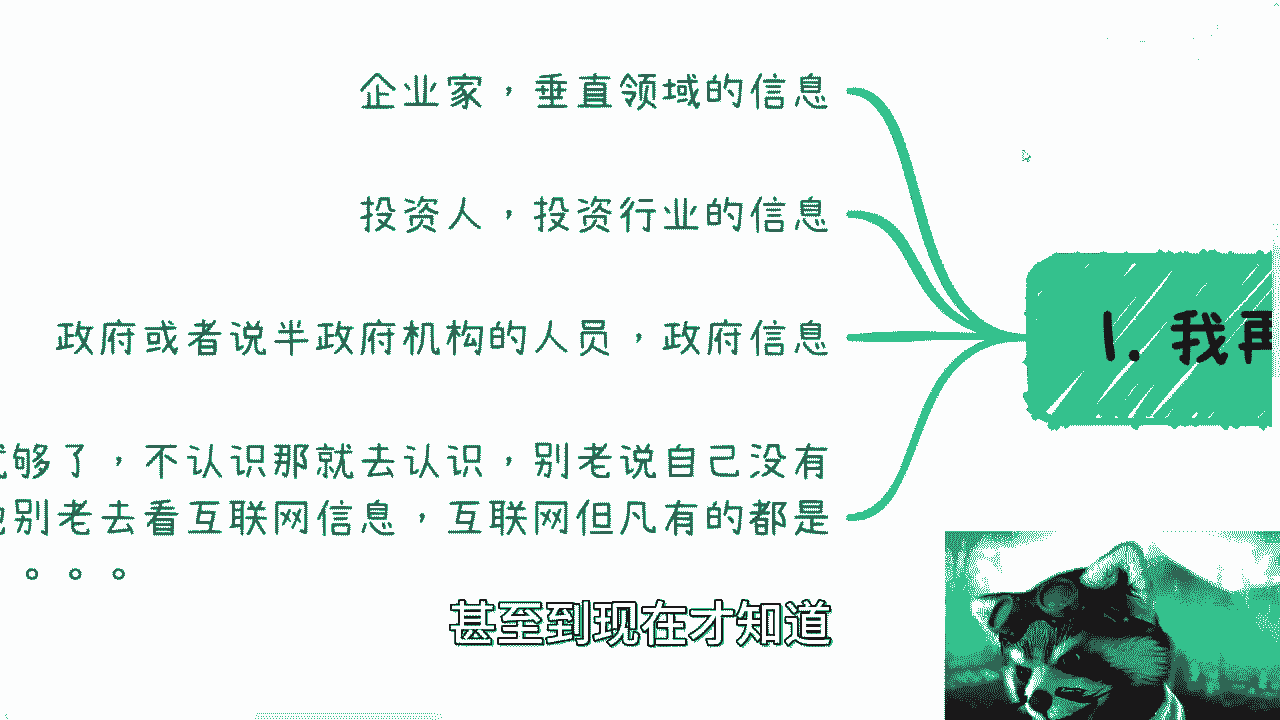 企业家，垂直领域的信息
投资人，投资行业的信息
政府或者说半政府机构的人员，政府信息
1. 我再
够了，不认识那就去认识，别老说自己没有
别老去看互联网信息，互联网但凡有的都是
。。。
甚至到现在才知道